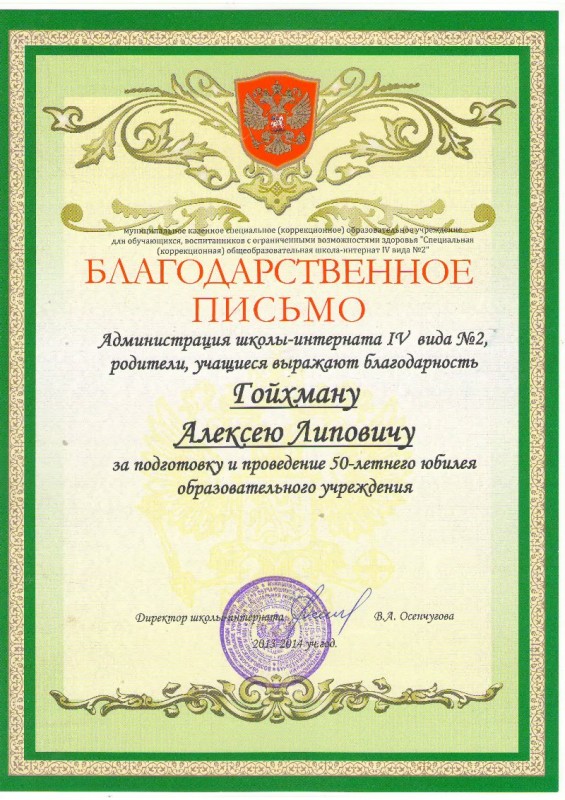 муниципальное казенное специальное (коррекционное) образовательное учреждение
для обучающихся, воспитанников с ограниченными возможностями здоровья "Специальная
(коррекционная) общеобразовательная школа-интернат IV вида №2"
БЛАГОДАРСТВЕННОЕ
ПИСЬМО
Администрация школы-интерната IV вида №2,
родители, учащиеся выражают благодарность
Гойхману
Алексею Липовичу
за подготовку и проведение 50-летнего юбилея
образовательного учреждения
Директор школы-интерната В.А. Осенчугова
2013-2014 уч.год.